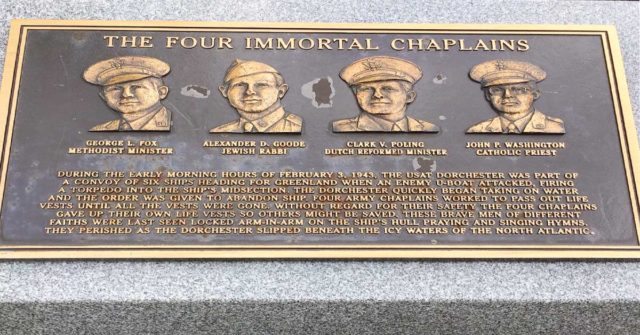 THE FOUR IMMORTAL CHAPLAINS
GEORGE L. FOX
METHODIST MINISTER
ALEXANDER D. GOODE
JEWISH RABBI
CLARK V. POLING
DUTCH REFORMED MINISTER
JOHN P. WASHINGTON
CATHOLIC PRIEST
DURING THE EARLY MORNING HOURS OF FEBRUARY 3, 1943, THE USAT DORCHESTER WAS PART OF
A CONVOY OF SIX SHIPS HEADING FOR GREENLAND WHEN AN ENEMY U-BOAT ATTACKED, FIRING
A TORPEDO INTO THE SHIP'S MIDSECTION. THE DORCHESTER QUICKLY BEGAN TAKING ON WATER
AND THE ORDER WAS GIVEN TO ABANDON SHIP. FOUR ARMY CHAPLAINS WORKED TO PASS OUT LIFE
VESTS UNTIL ALL THE VESTS WERE GONE. WITHOUT REGARD FOR THEIR SAFETY THE FOUR CHAPLAINS
GAVE UP THEIR OWN LIFE VESTS SO OTHERS MIGHT BE SAVED. THESE BRAVE MEN OF DIFFERENT
FAITHS WERE LAST SEEN LOCKED ARM-IN-ARM ON THE SHIP'S HULL PRAYING AND SINGING HYMNS.
THEY PERISHED AS THE DORCHESTER SLIPPED BENEATH THE ICY WATERS OF THE NORTH ATLANTIC.